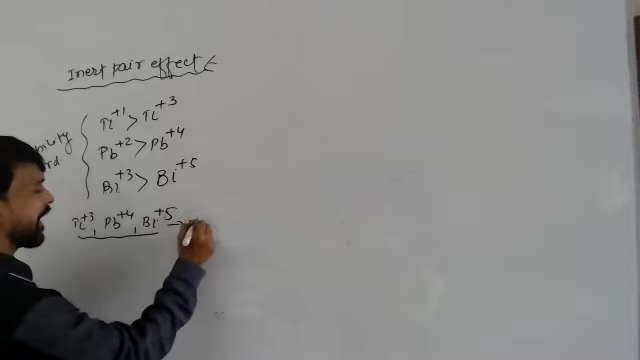 Inert pair effect
Tl+1 > Tl+3
Pb+2 > Pb+4
Bi+3 > Bi+5
Tl+3, Pb+4, Bi+5 →